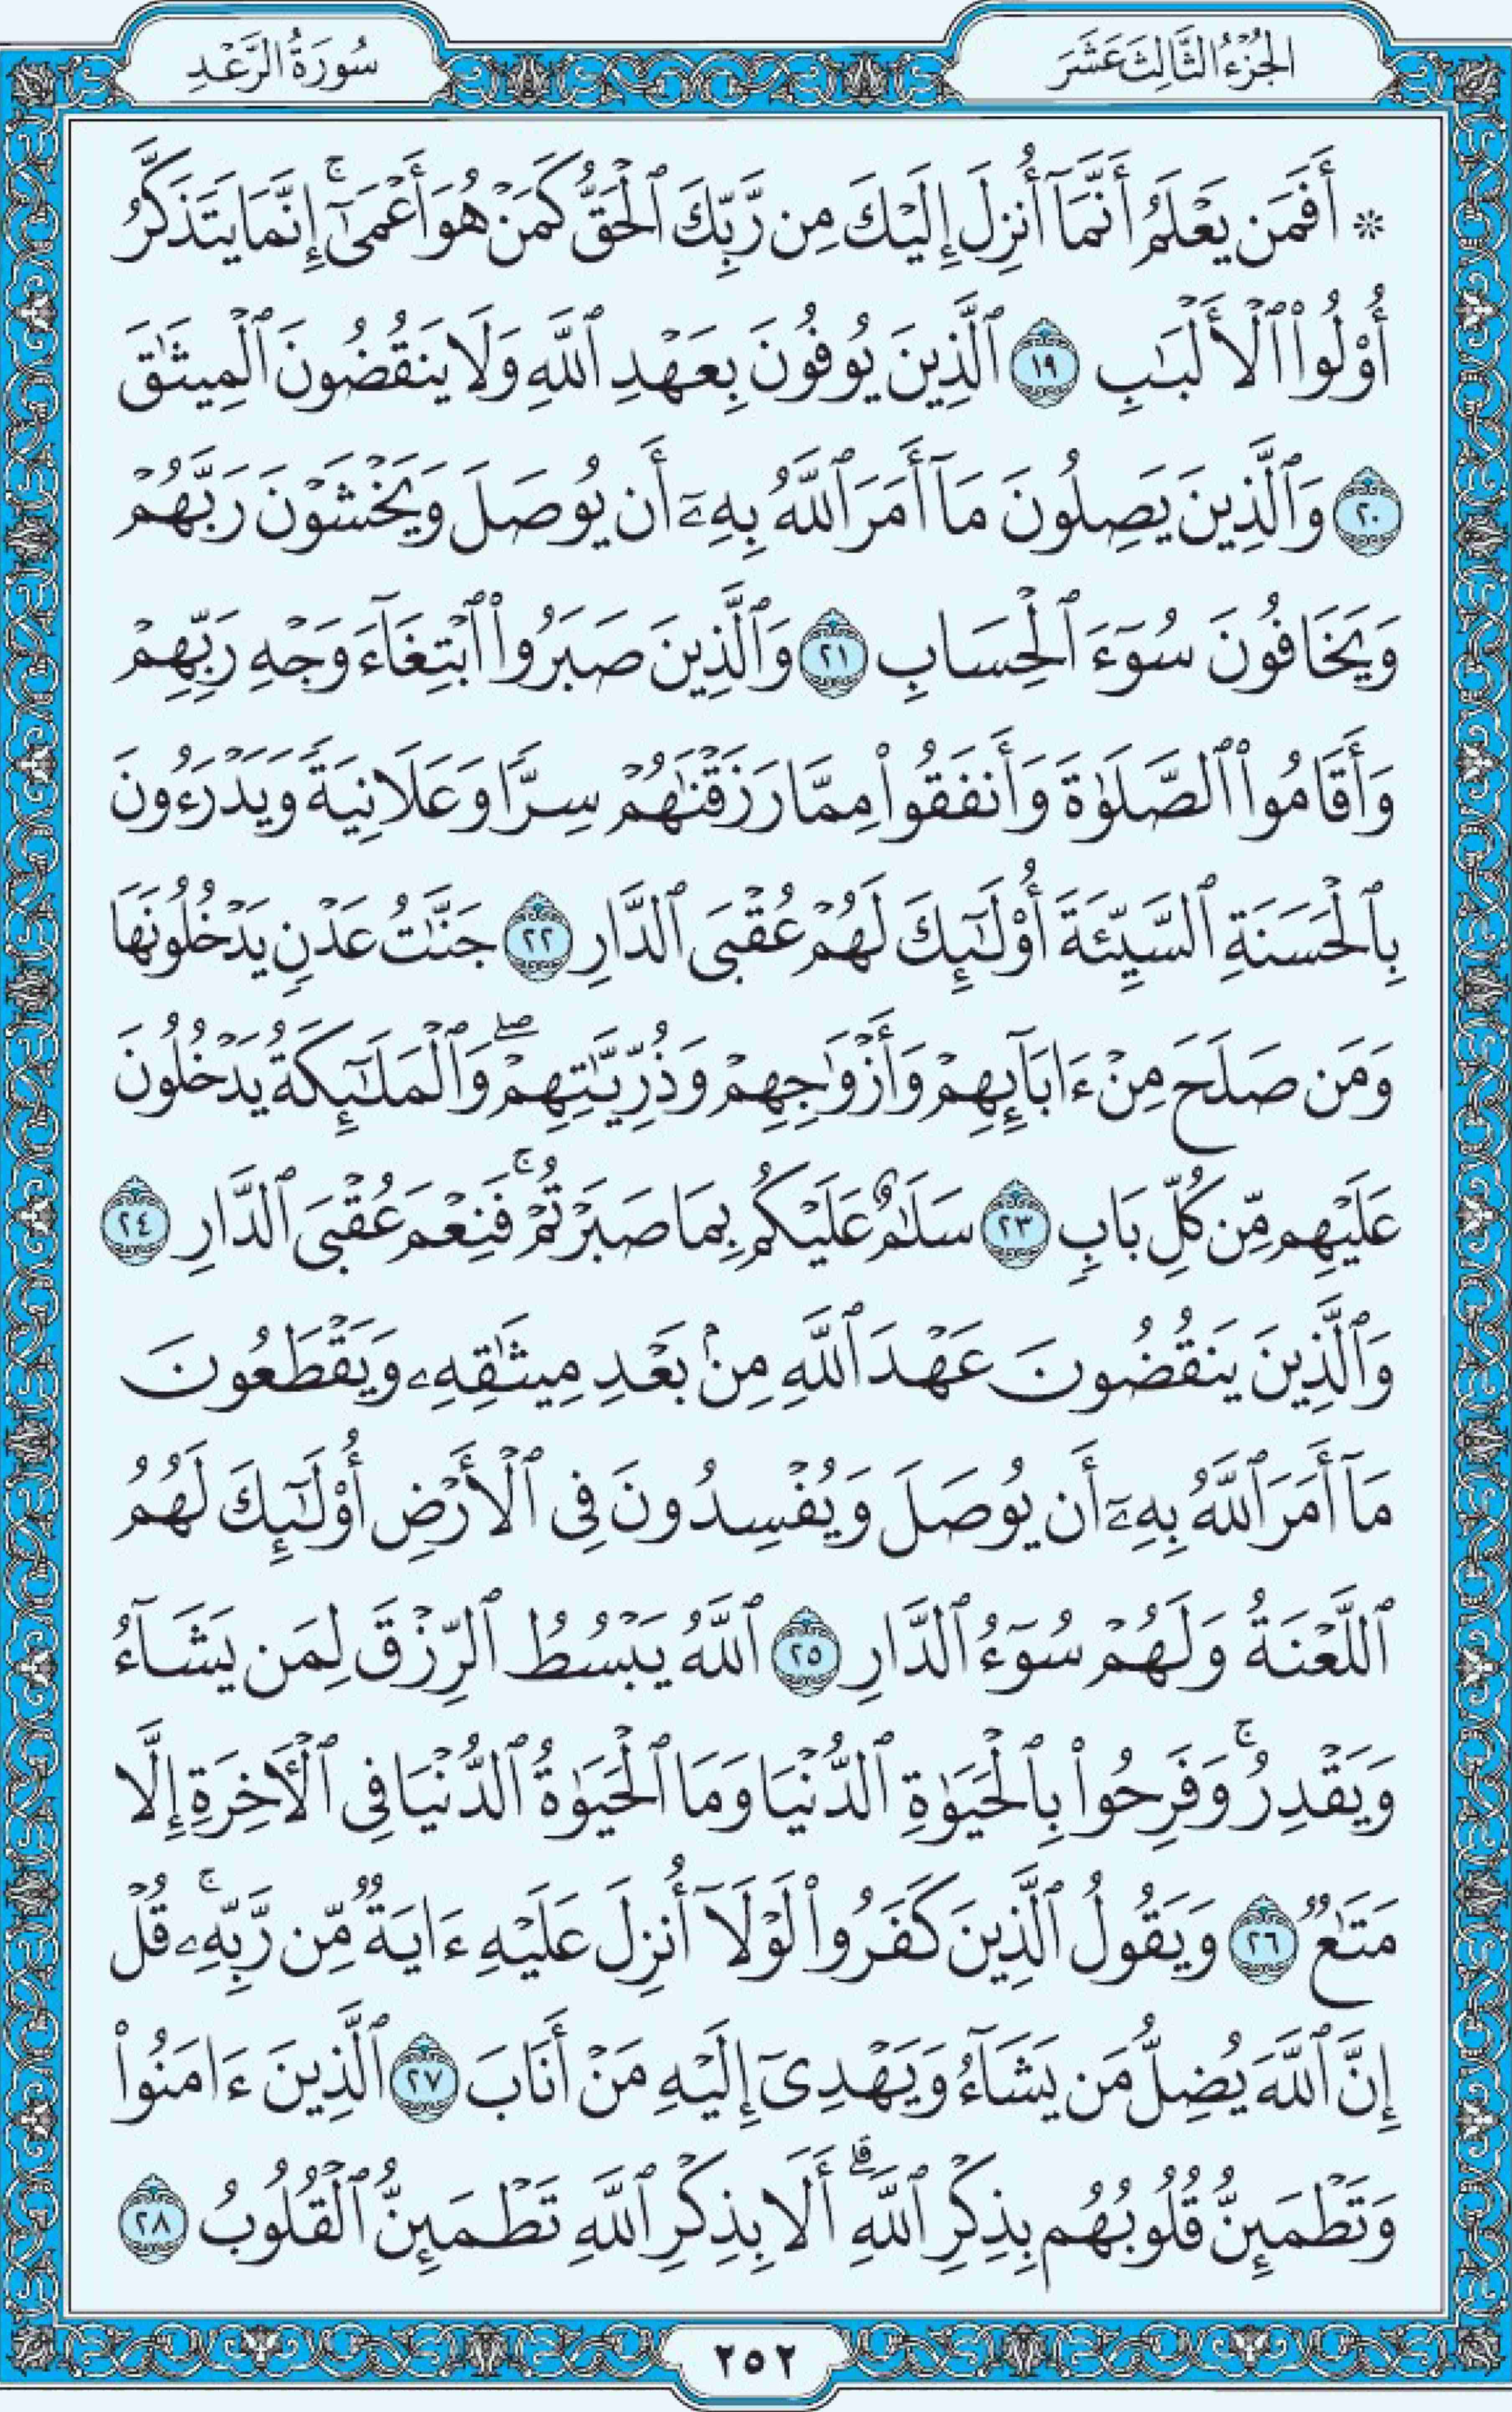 الجُزْءُ الثَّالِثَ عَشَرَ
سُورَةُ الرَّعْدِ
۞ أَفَمَن يَعْلَمُ أَنَّمَآ أُنزِلَ إِلَيْكَ مِن رَّبِّكَ ٱلْحَقُّ كَمَنْ هُوَ أَعْمَىٰٓ ۚ إِنَّمَا يَتَذَكَّرُ
أُو۟لُوا۟ ٱلْأَلْبَـٰبِ ١٩ ٱلَّذِينَ يُوفُونَ بِعَهْدِ ٱللَّهِ وَلَا يَنقُضُونَ ٱلْمِيثَـٰقَ
٢٠ وَٱلَّذِينَ يَصِلُونَ مَآ أَمَرَ ٱللَّهُ بِهِۦٓ أَن يُوصَلَ وَيَخْشَوْنَ رَبَّهُمْ
وَيَخَافُونَ سُوٓءَ ٱلْحِسَابِ ٢١ وَٱلَّذِينَ صَبَرُوا۟ ٱبْتِغَآءَ وَجْهِ رَبِّهِمْ
وَأَقَامُوا۟ ٱلصَّلَوٰةَ وَأَنفَقُوا۟ مِمَّا رَزَقْنَـٰهُمْ سِرًّا وَعَلَانِيَةً وَيَدْرَءُونَ
بِٱلْحَسَنَةِ ٱلسَّيِّئَةَ أُو۟لَـٰٓئِكَ لَهُمْ عُقْبَى ٱلدَّارِ ٢٢ جَنَّـٰتُ عَدْنٍ يَدْخُلُونَهَا
وَمَن صَلَحَ مِنْ ءَابَآئِهِمْ وَأَزْوَٰجِهِمْ وَذُرِّيَّـٰتِهِمْ ۖ وَٱلْمَلَـٰٓئِكَةُ يَدْخُلُونَ
عَلَيْهِم مِّن كُلِّ بَابٍ ٢٣ سَلَـٰمٌ عَلَيْكُم بِمَا صَبَرْتُمْ ۚ فَنِعْمَ عُقْبَى ٱلدَّارِ ٢٤
وَٱلَّذِينَ يَنقُضُونَ عَهْدَ ٱللَّهِ مِنۢ بَعْدِ مِيثَـٰقِهِۦ وَيَقْطَعُونَ
مَآ أَمَرَ ٱللَّهُ بِهِۦٓ أَن يُوصَلَ وَيُفْسِدُونَ فِى ٱلْأَرْضِ أُو۟لَـٰٓئِكَ لَهُمُ
ٱللَّعْنَةُ وَلَهُمْ سُوٓءُ ٱلدَّارِ ٢٥ ٱللَّهُ يَبْسُطُ ٱلرِّزْقَ لِمَن يَشَآءُ
وَيَقْدِرُ ۚ وَفَرِحُوا۟ بِٱلْحَيَوٰةِ ٱلدُّنْيَا وَمَا ٱلْحَيَوٰةُ ٱلدُّنْيَا فِى ٱلْـَٔاخِرَةِ إِلَّا
مَتَـٰعٌ ٢٦ وَيَقُولُ ٱلَّذِينَ كَفَرُوا۟ لَوْلَآ أُنزِلَ عَلَيْهِ ءَايَةٌ مِّن رَّبِّهِۦ ۚ قُلْ
إِنَّ ٱللَّهَ يُضِلُّ مَن يَشَآءُ وَيَهْدِىٓ إِلَيْهِ مَنْ أَنَابَ ٢٧ ٱلَّذِينَ ءَامَنُوا۟
وَتَطْمَئِنُّ قُلُوبُهُم بِذِكْرِ ٱللَّهِ ۗ أَلَا بِذِكْرِ ٱللَّهِ تَطْمَئِنُّ ٱلْقُلُوبُ ٢٨
٢٥٢